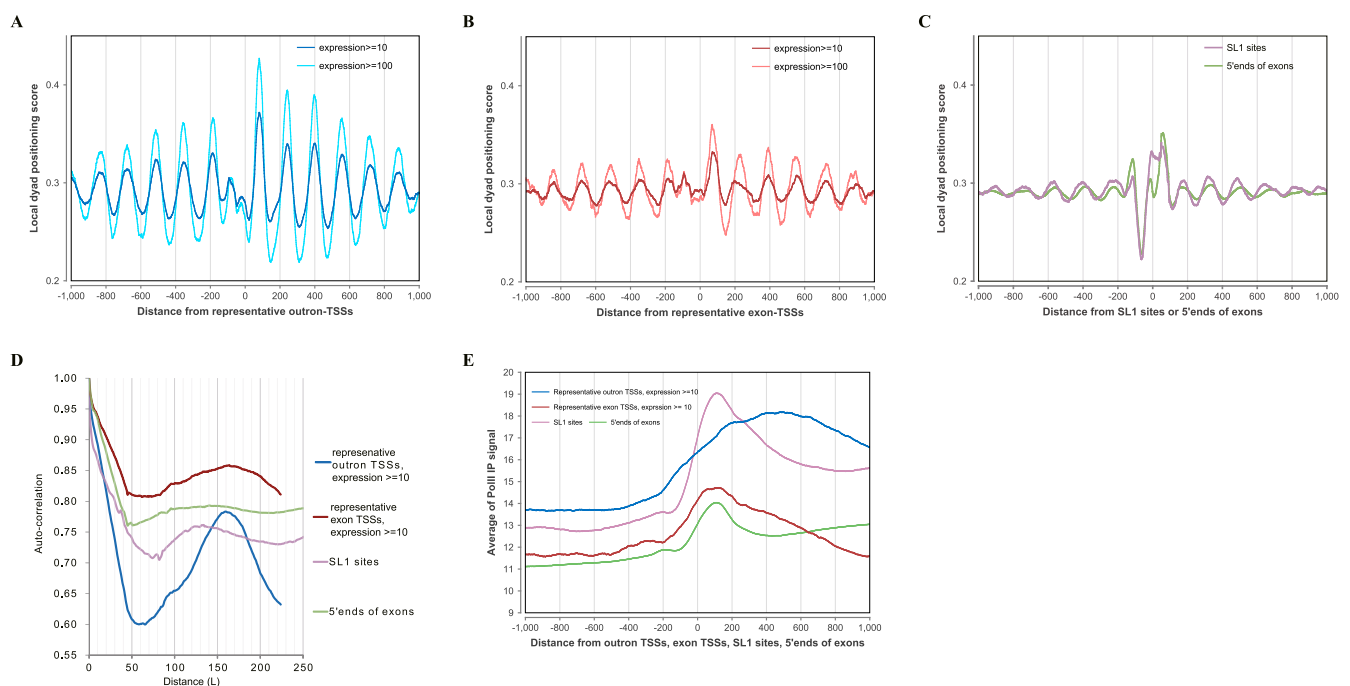 A
expression>=10
expression>=100
Local dyad positioning score
0.4
0.3
0.2
-1,000 -800 -600 -400 -200 0 200 400 600 800 1,000
Distance from representative outron-TSSs
B
expression>=10
expression>=100
Local dyad positioning score
0.4
0.3
0.2
-1,000 -800 -600 -400 -200 0 200 400 600 800 1,000
Distance from representative exon-TSSs
C
SL1 sites
5'ends of exons
Local dyad positioning score
0.4
0.3
0.2
-1,000 -800 -600 -400 -200 0 200 400 600 800 1,000
Distance from SL1 sites or 5'ends of exons
D
1.00
0.95
0.90
0.85
0.80
0.75
0.70
0.65
0.60
0.55
Auto-correlation
0 50 100 150 200 250
Distance (L)
represenative
outron TSSs,
expression >=10
representative
exon TSSs,
expression >=10
SL1 sites
5'ends of exons
E
20
19
18
17
16
15
14
13
12
11
10
9
Average of PolII IP signal
Representative outron TSSs, expression >=10
Representative exon TSSs, exprssion >= 10
SL1 sites 5'ends of exons
-1,000 -800 -600 -400 -200 0 200 400 600 800 1,000
Distance from outron TSSs, exon TSSs, SL1 sites, 5'ends of exons